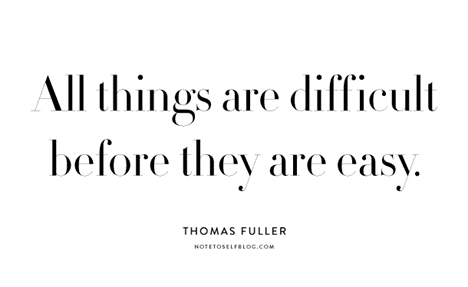 All things are difficult
before they are easy.
THOMAS FULLER
NOTETOSELFBLOG.COM